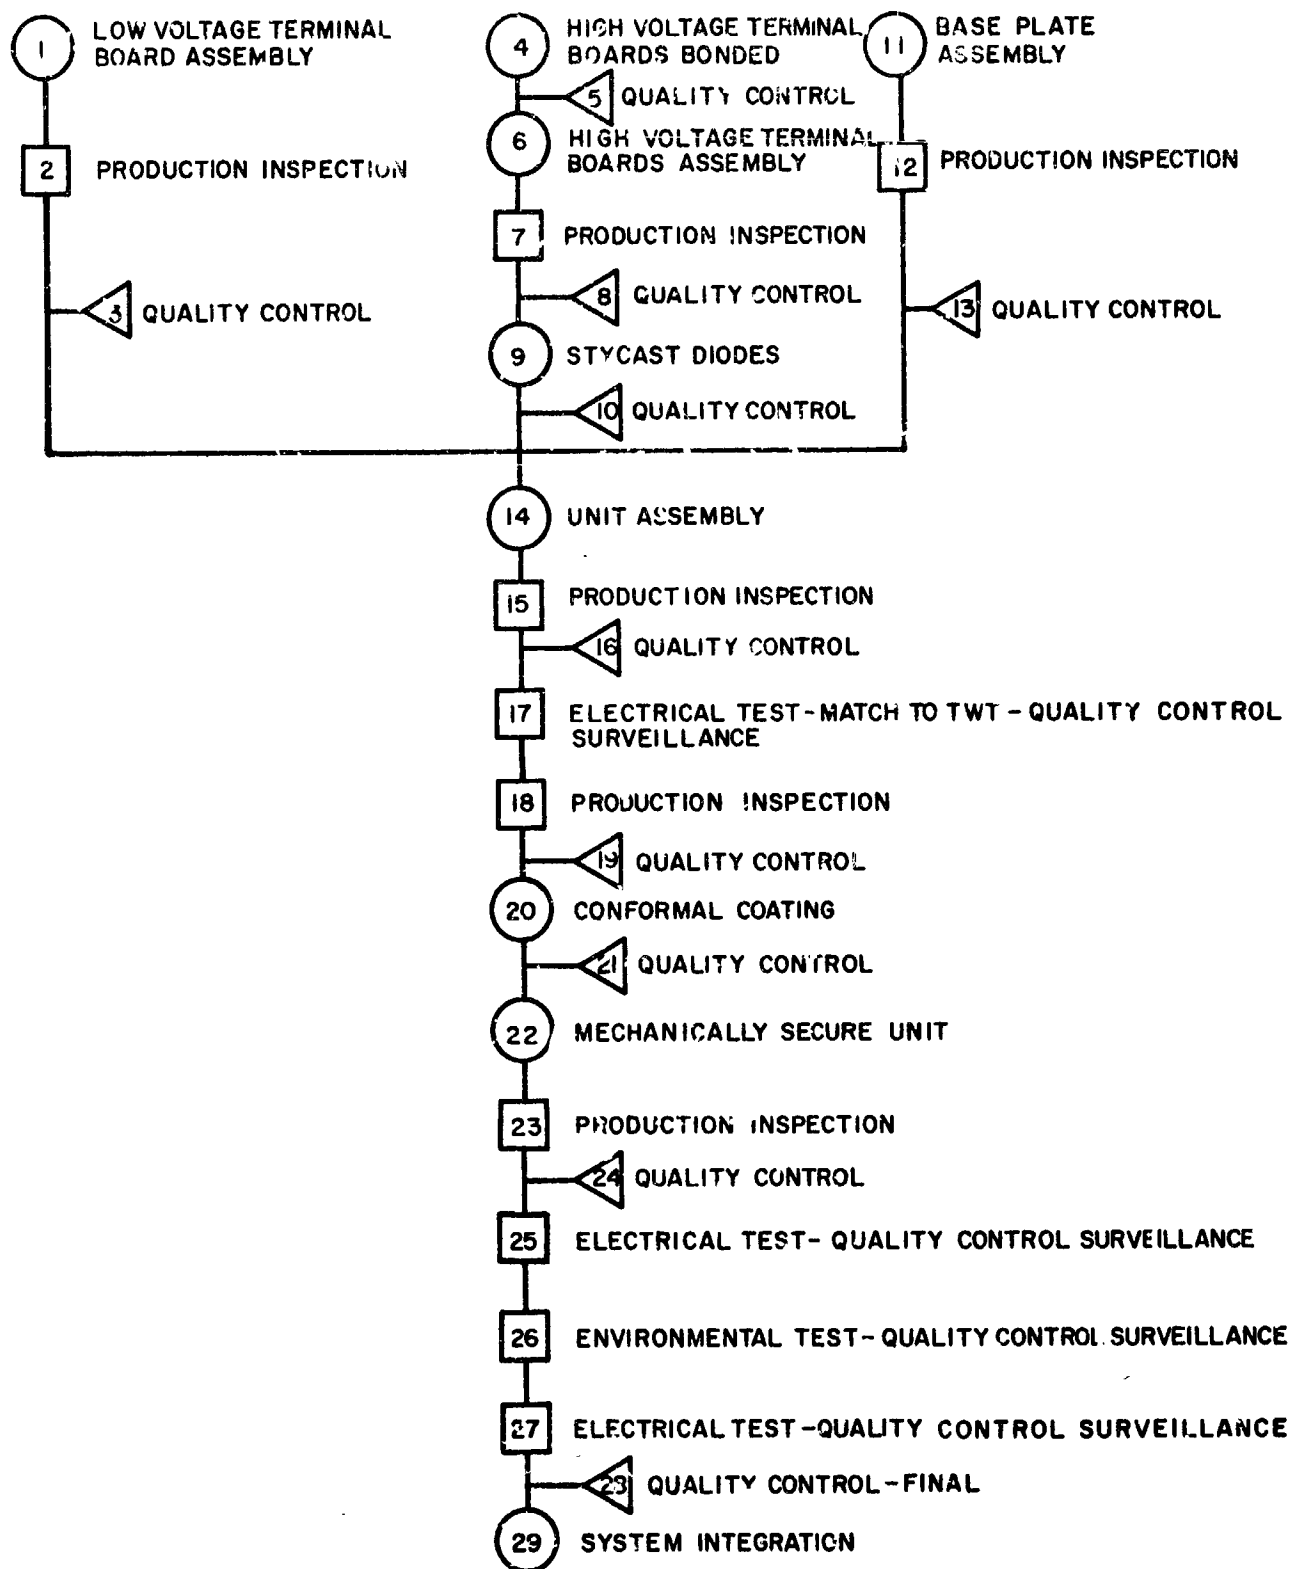 1
LOW VOLTAGE TERMINAL
BOARD ASSEMBLY
2
PRODUCTION INSPECTION
3
QUALITY CONTROL
4
HIGH VOLTAGE TERMINAL
BOARDS BONDED
5
QUALITY CONTROL
6
HIGH VOLTAGE TERMINAL
BOARDS ASSEMBLY
7
PRODUCTION INSPECTION
8
QUALITY CONTROL
9
STYCAST DIODES
10
QUALITY CONTROL
11
BASE PLATE
ASSEMBLY
12
PRODUCTION INSPECTION
13
QUALITY CONTROL
14
UNIT ASSEMBLY
15
PRODUCTION INSPECTION
16
QUALITY CONTROL
17
ELECTRICAL TEST-MATCH TO TWT-QUALITY CONTROL
SURVEILLANCE
18
PRODUCTION INSPECTION
19
QUALITY CONTROL
20
CONFORMAL COATING
21
QUALITY CONTROL
22
MECHANICALLY SECURE UNIT
23
PRODUCTION INSPECTION
24
QUALITY CONTROL
25
ELECTRICAL TEST-QUALITY CONTROL SURVEILLANCE
26
ENVIRONMENTAL TEST-QUALITY CONTROL SURVEILLANCE
27
ELECTRICAL TEST-QUALITY CONTROL SURVEILLANCE
28
QUALITY CONTROL-FINAL
29
SYSTEM INTEGRATION